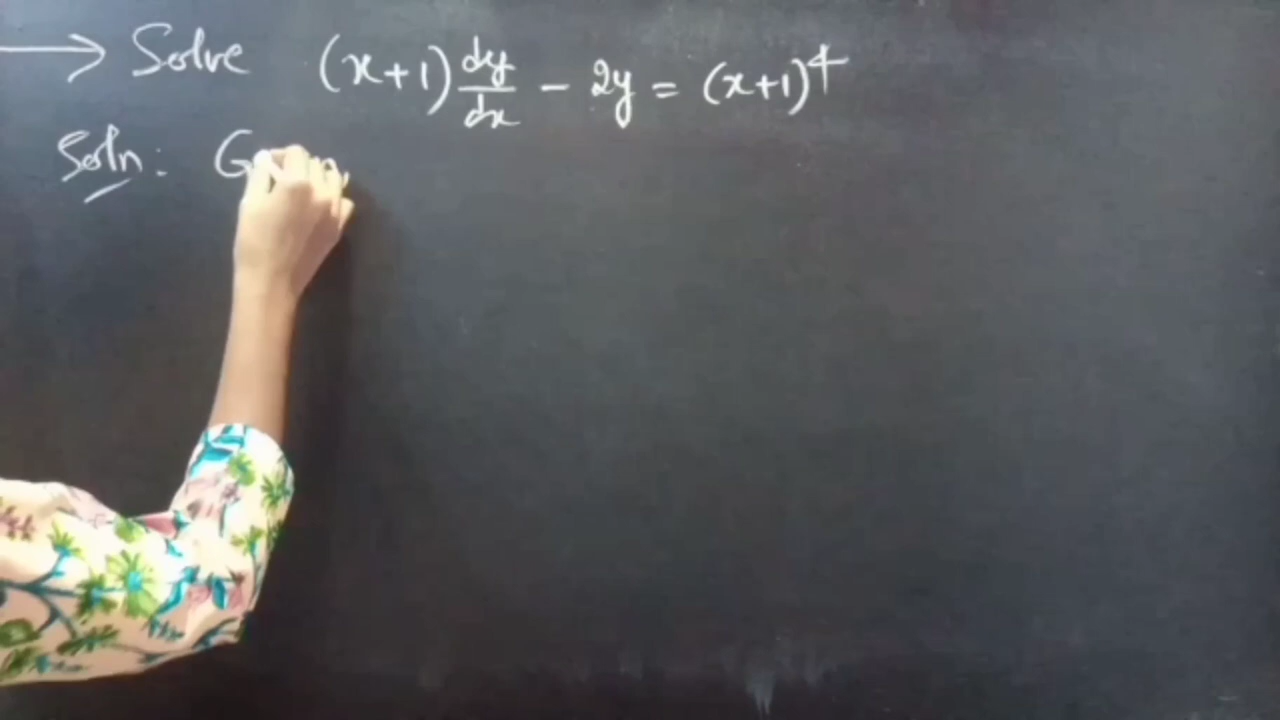 → Solve (x+1) dy/dx - 2y = (x+1)^4
Soln: